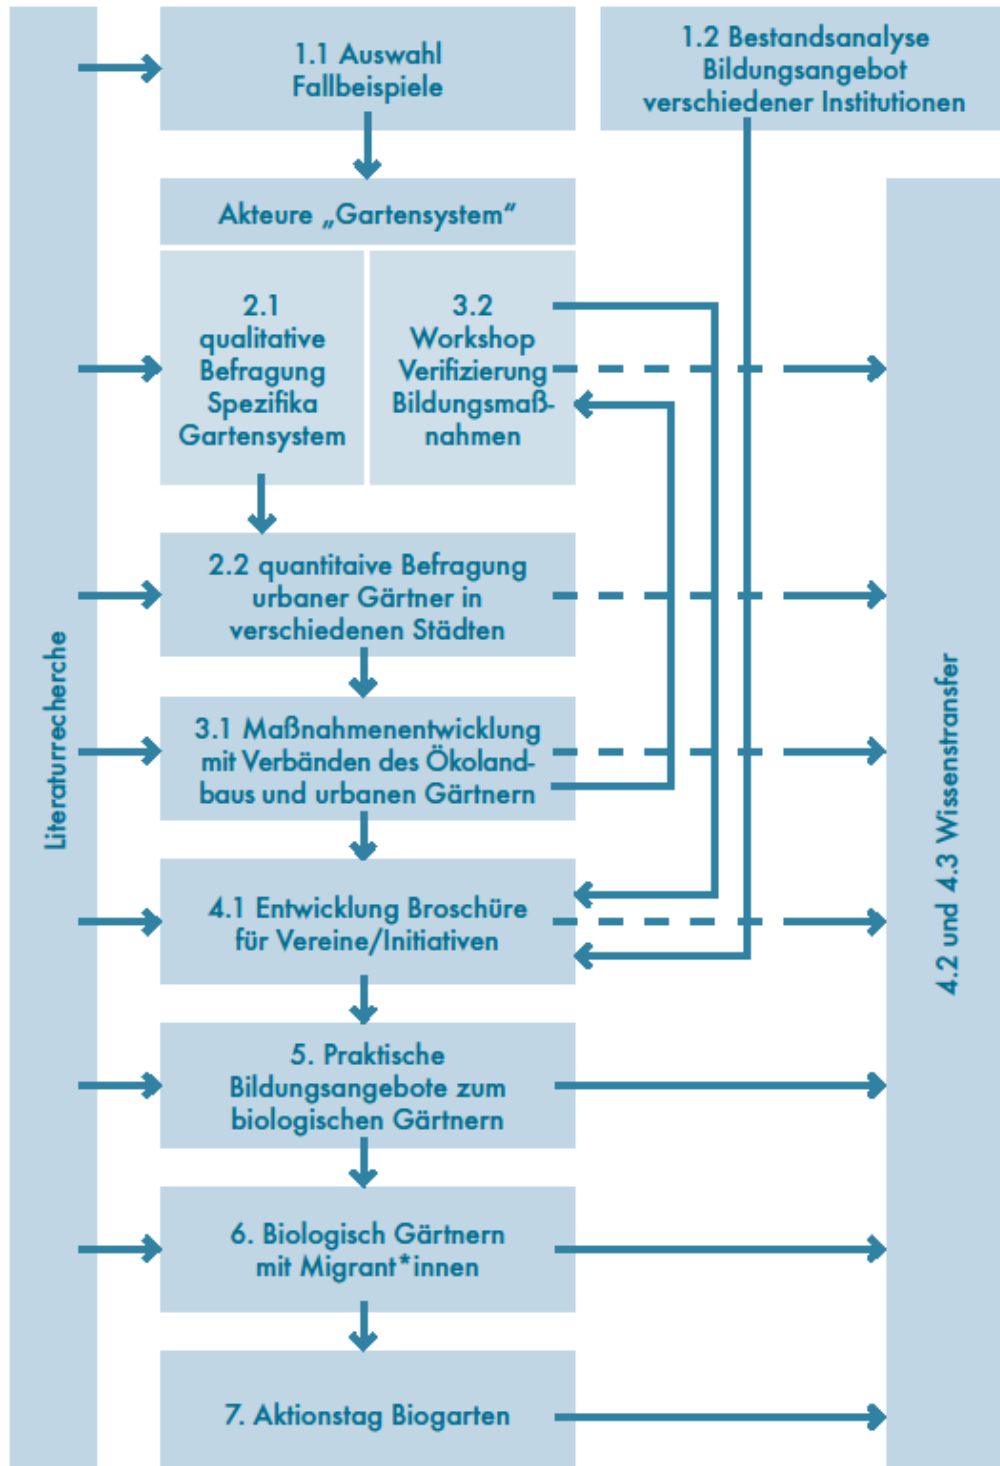 1.1 Auswahl
Fallbeispiele
1.2 Bestandsanalyse
Bildungsangebot
verschiedener Institutionen
Akteure „Gartensystem“
2.1
qualitative
Befragung
Spezifika
Gartensystem
3.2
Workshop
Verifizierung
Bildungsmaß-
nahmen
2.2 quantitaive Befragung
urbaner Gärtner in
verschiedenen Städten
3.1 Maßnahmenentwicklung
mit Verbänden des Ökoland-
baus und urbanen Gärtnern
4.1 Entwicklung Broschüre
für Vereine/Initiativen
5. Praktische
Bildungsangebote zum
biologischen Gärtnern
6. Biologisch Gärtnern
mit Migrant*innen
7. Aktionstag Biogarten
Literaturrecherche
4.2 und 4.3 Wissenstransfer